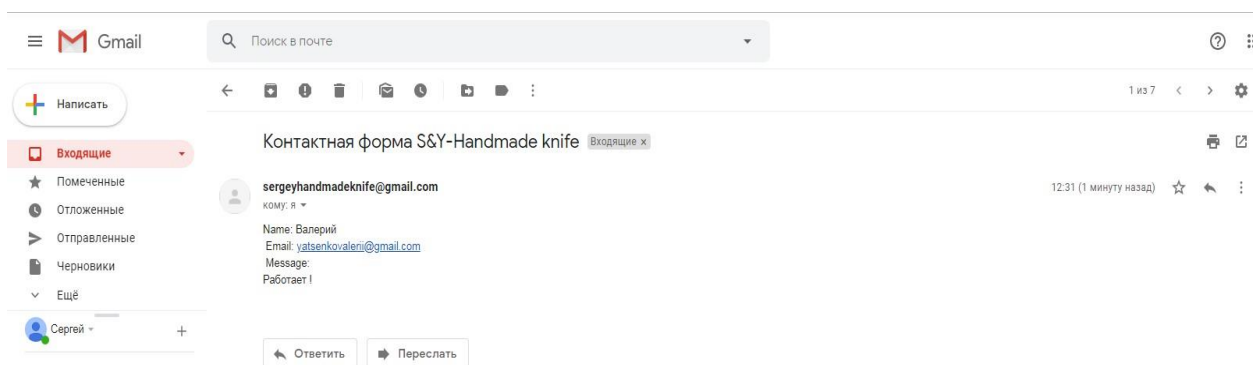 Gmail
Поиск в почте
Написать
1 из 7
Входящие
Помеченные
Отложенные
Отправленные
Черновики
Ещё
Сергей
Контактная форма S&Y-Handmade knife Входящие x
sergeyhandmadeknife@gmail.com
12:31 (1 минуту назад)
кому: я
Name: Валерий
Email: yatsenkovalerii@gmail.com
Message:
Работает !
Ответить
Переслать